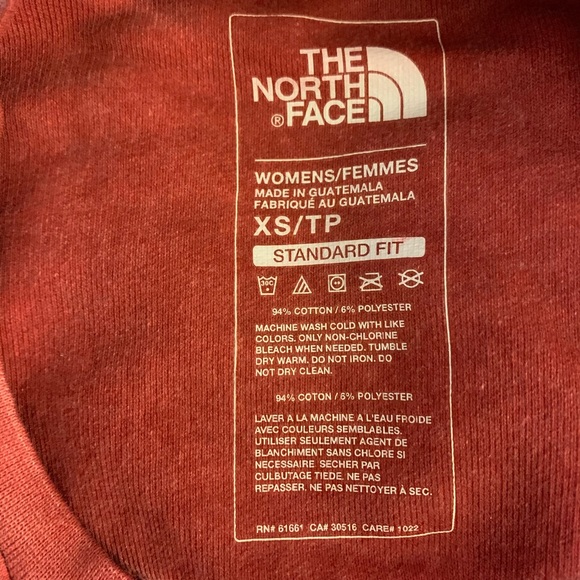 THE
NORTH
® FACE
WOMENS/FEMMES
MADE IN GUATEMALA
FABRIQUÉ AU GUATEMALA
XS/TP
STANDARD FIT
30C
94% COTTON / 6% POLYESTER
MACHINE WASH COLD WITH LIKE
COLORS. ONLY NON-CHLORINE
BLEACH WHEN NEEDED. TUMBLE
DRY WARM. DO NOT IRON. DO
NOT DRY CLEAN.
94% COTON / 6% POLYESTER
LAVER A LA MACHINE A L'EAU FROIDE
AVEC COULEURS SEMBLABLES.
UTILISER SEULEMENT AGENT DE
BLANCHIMENT SANS CHLORE SI
NECESSAIRE SECHER PAR
CULBUTAGE TIEDE. NE PAS
REPASSER. NE PAS NETTOYER À SEC.
RN# 61661 CA# 30516 CARE# 1022